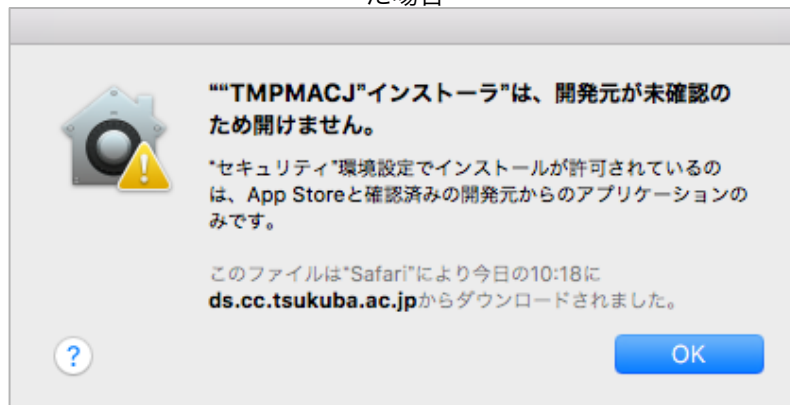 た場合
““TMPMACJ”インストーラ”は、開発元が未確認の
ため開けません。
“セキュリティ”環境設定でインストールが許可されているの
は、App Storeと確認済みの開発元からのアプリケーションの
みです。
このファイルは“Safari”により今日の10:18に
ds.cc.tsukuba.ac.jpからダウンロードされました。
?
OK